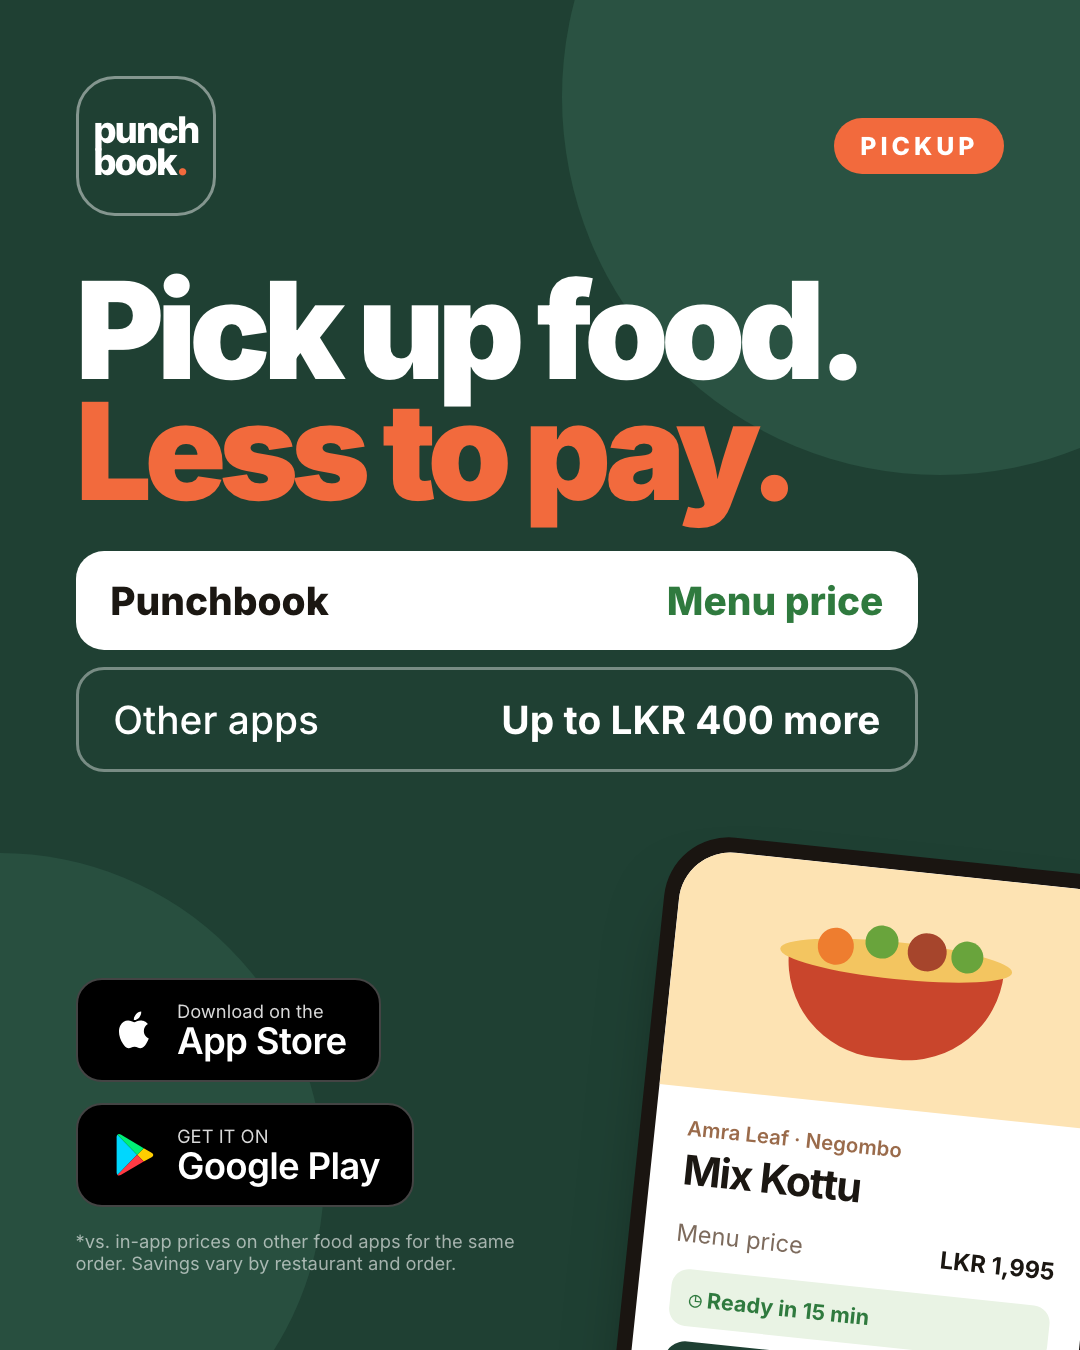 punch
book.
PICKUP
Pick up food.
Less to pay.
Punchbook Menu price
Other apps Up to LKR 400 more
Download on the
App Store
GET IT ON
Google Play
*vs. in-app prices on other food apps for the same
order. Savings vary by restaurant and order.
Amra Leaf · Negombo
Mix Kottu
Menu price LKR 1,995
Ready in 15 min